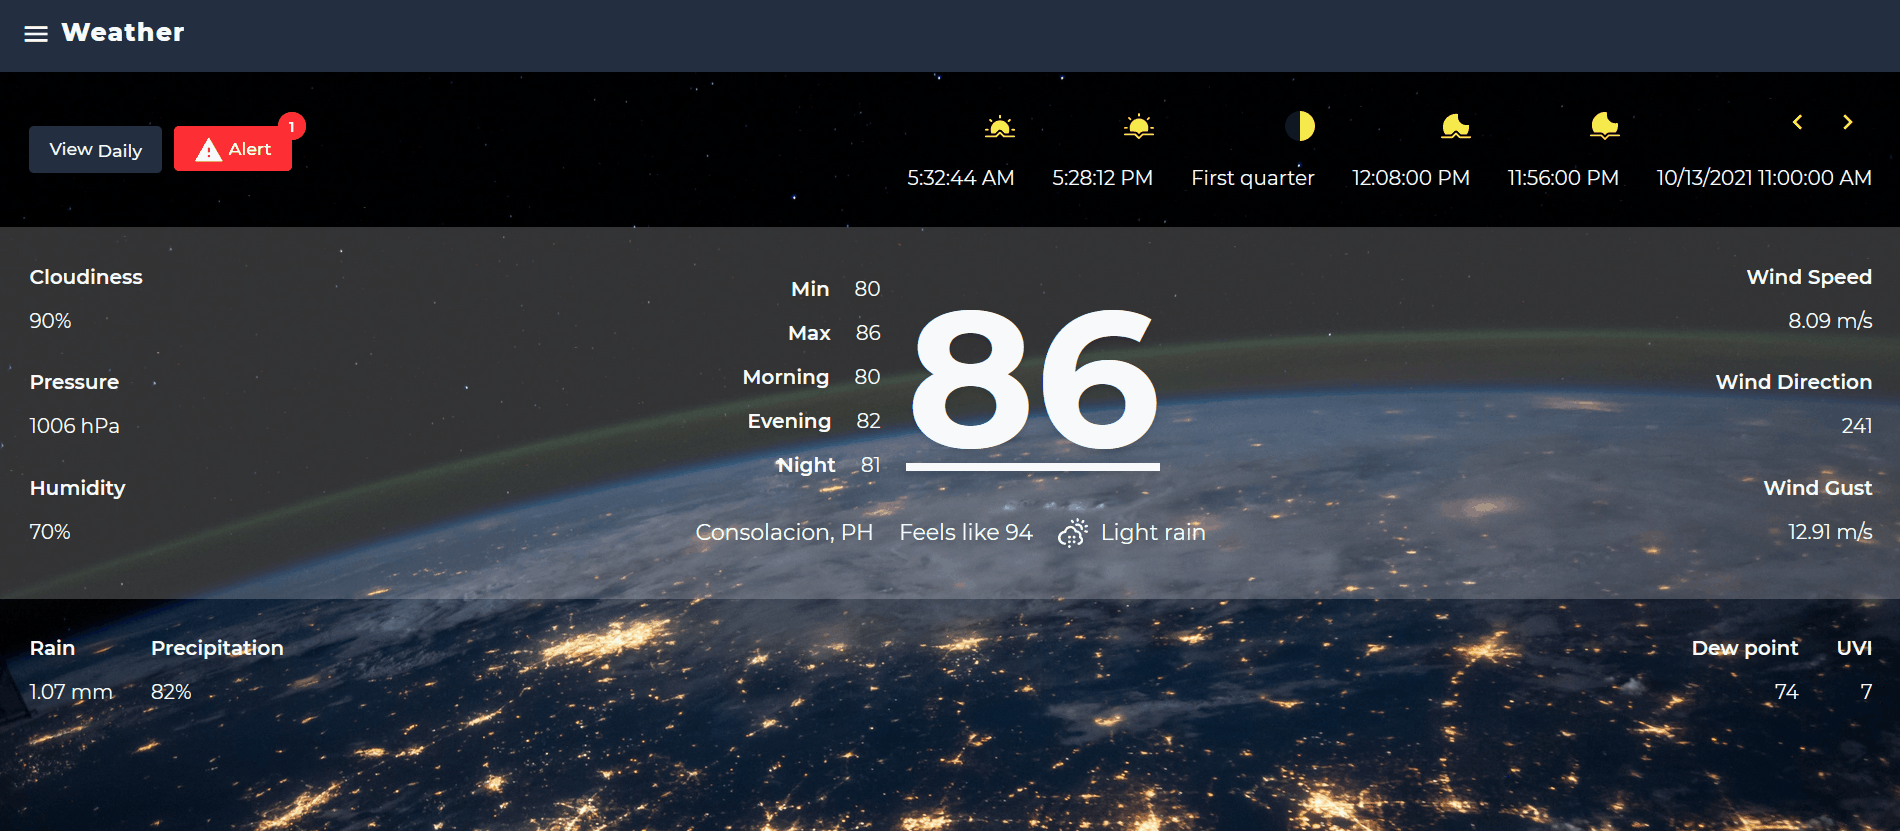 Weather
View Daily
Alert
1
5:32:44 AM
5:28:12 PM
First quarter
12:08:00 PM
11:56:00 PM
10/13/2021 11:00:00 AM
Cloudiness
90%
Pressure
1006 hPa
Humidity
70%
Min 80
Max 86
Morning 80
Evening 82
Night 81
86
Consolacion, PH Feels like 94 Light rain
Wind Speed
8.09 m/s
Wind Direction
241
Wind Gust
12.91 m/s
Rain
1.07 mm
Precipitation
82%
Dew point
74
UVI
7